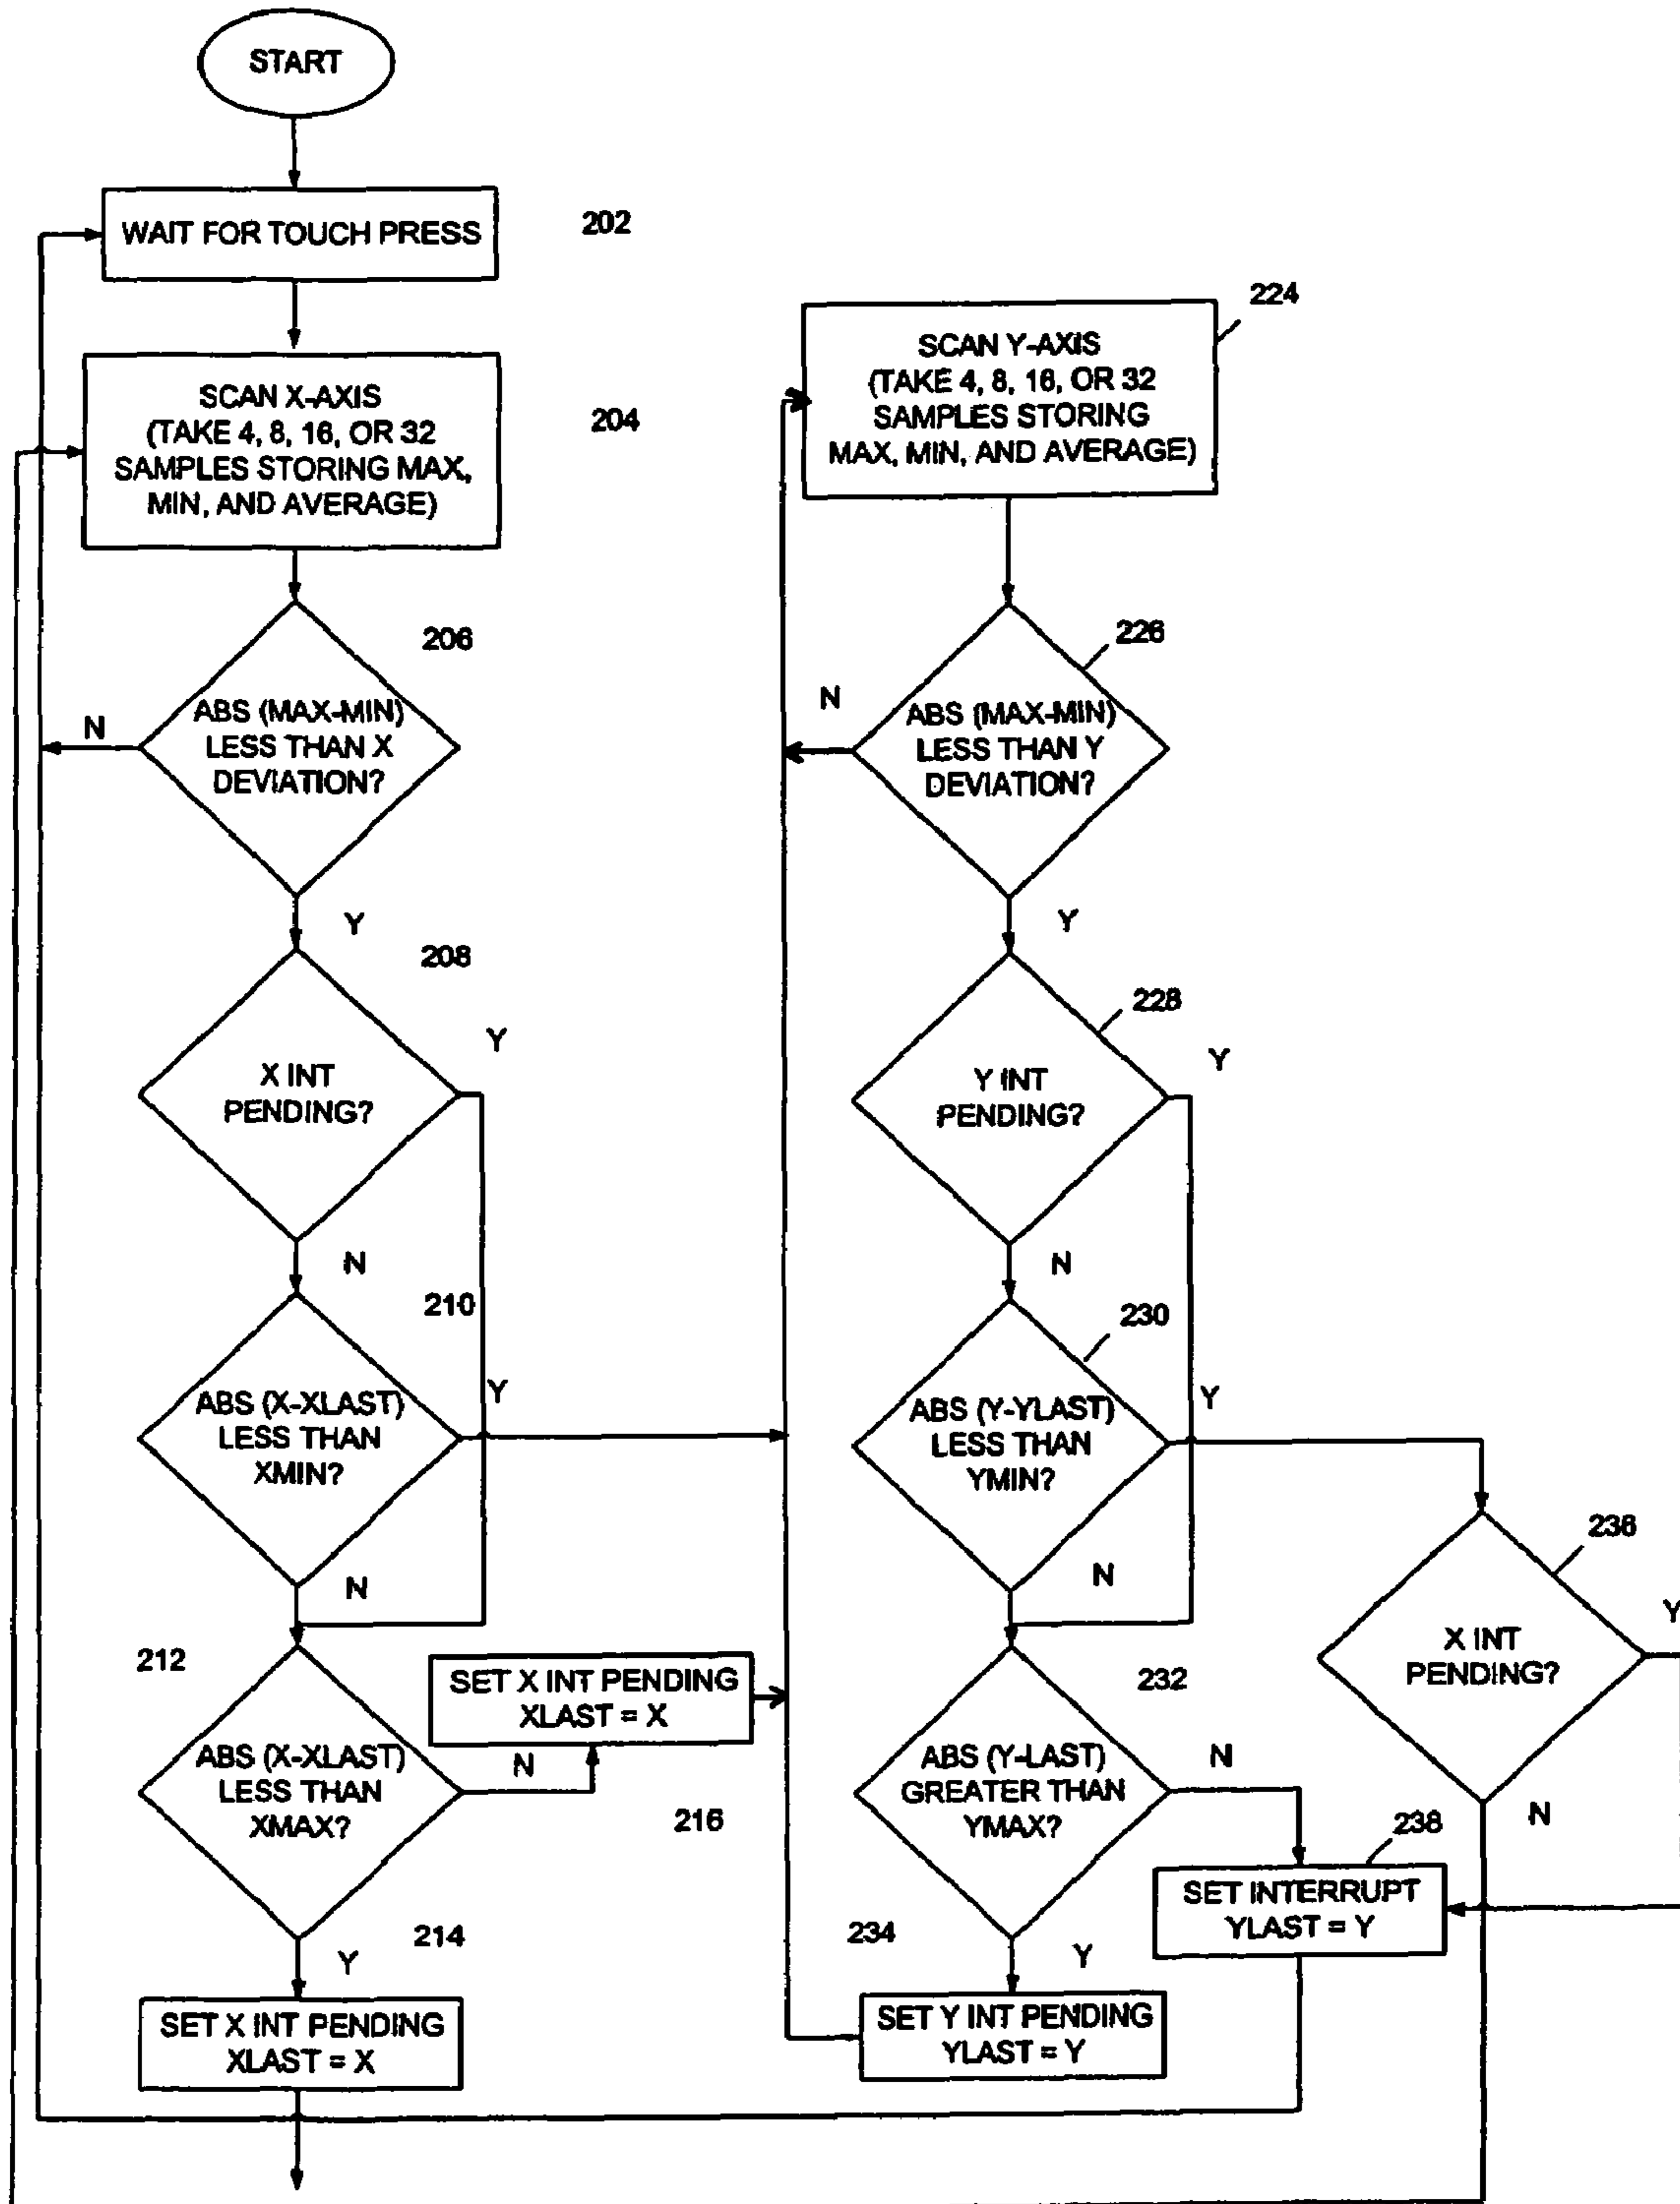 START
WAIT FOR TOUCH PRESS
202
SCAN X-AXIS
(TAKE 4, 8, 16, OR 32
SAMPLES STORING MAX,
MIN, AND AVERAGE)
204
ABS (MAX-MIN)
LESS THAN X
DEVIATION?
206
N
Y
X INT
PENDING?
208
Y
N
ABS (X-XLAST)
LESS THAN
XMIN?
210
Y
N
ABS (X-XLAST)
LESS THAN
XMAX?
212
N
Y
SET X INT PENDING
XLAST = X
216
SET X INT PENDING
XLAST = X
214
SCAN Y-AXIS
(TAKE 4, 8, 16, OR 32
SAMPLES STORING
MAX, MIN, AND AVERAGE)
224
ABS (MAX-MIN)
LESS THAN Y
DEVIATION?
226
N
Y
Y INT
PENDING?
228
Y
N
ABS (Y-YLAST)
LESS THAN
YMIN?
230
Y
N
ABS (Y-LAST)
GREATER THAN
YMAX?
232
N
Y
SET Y INT PENDING
YLAST = Y
234
X INT
PENDING?
236
Y
N
SET INTERRUPT
YLAST = Y
238